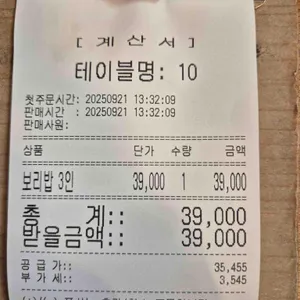 [ 계 산 서 ]
테이블명: 10
첫주문시간: 20250921 13:32:09
판매시간 : 20250921 13:32:09
판매사원:
상품 단가 수량 금액
보리밥 3인 39,000 1 39,000
총 계:: 39,000
받을금액:: 39,000
공 급 가:: 35,455
부 가 세:: 3,545